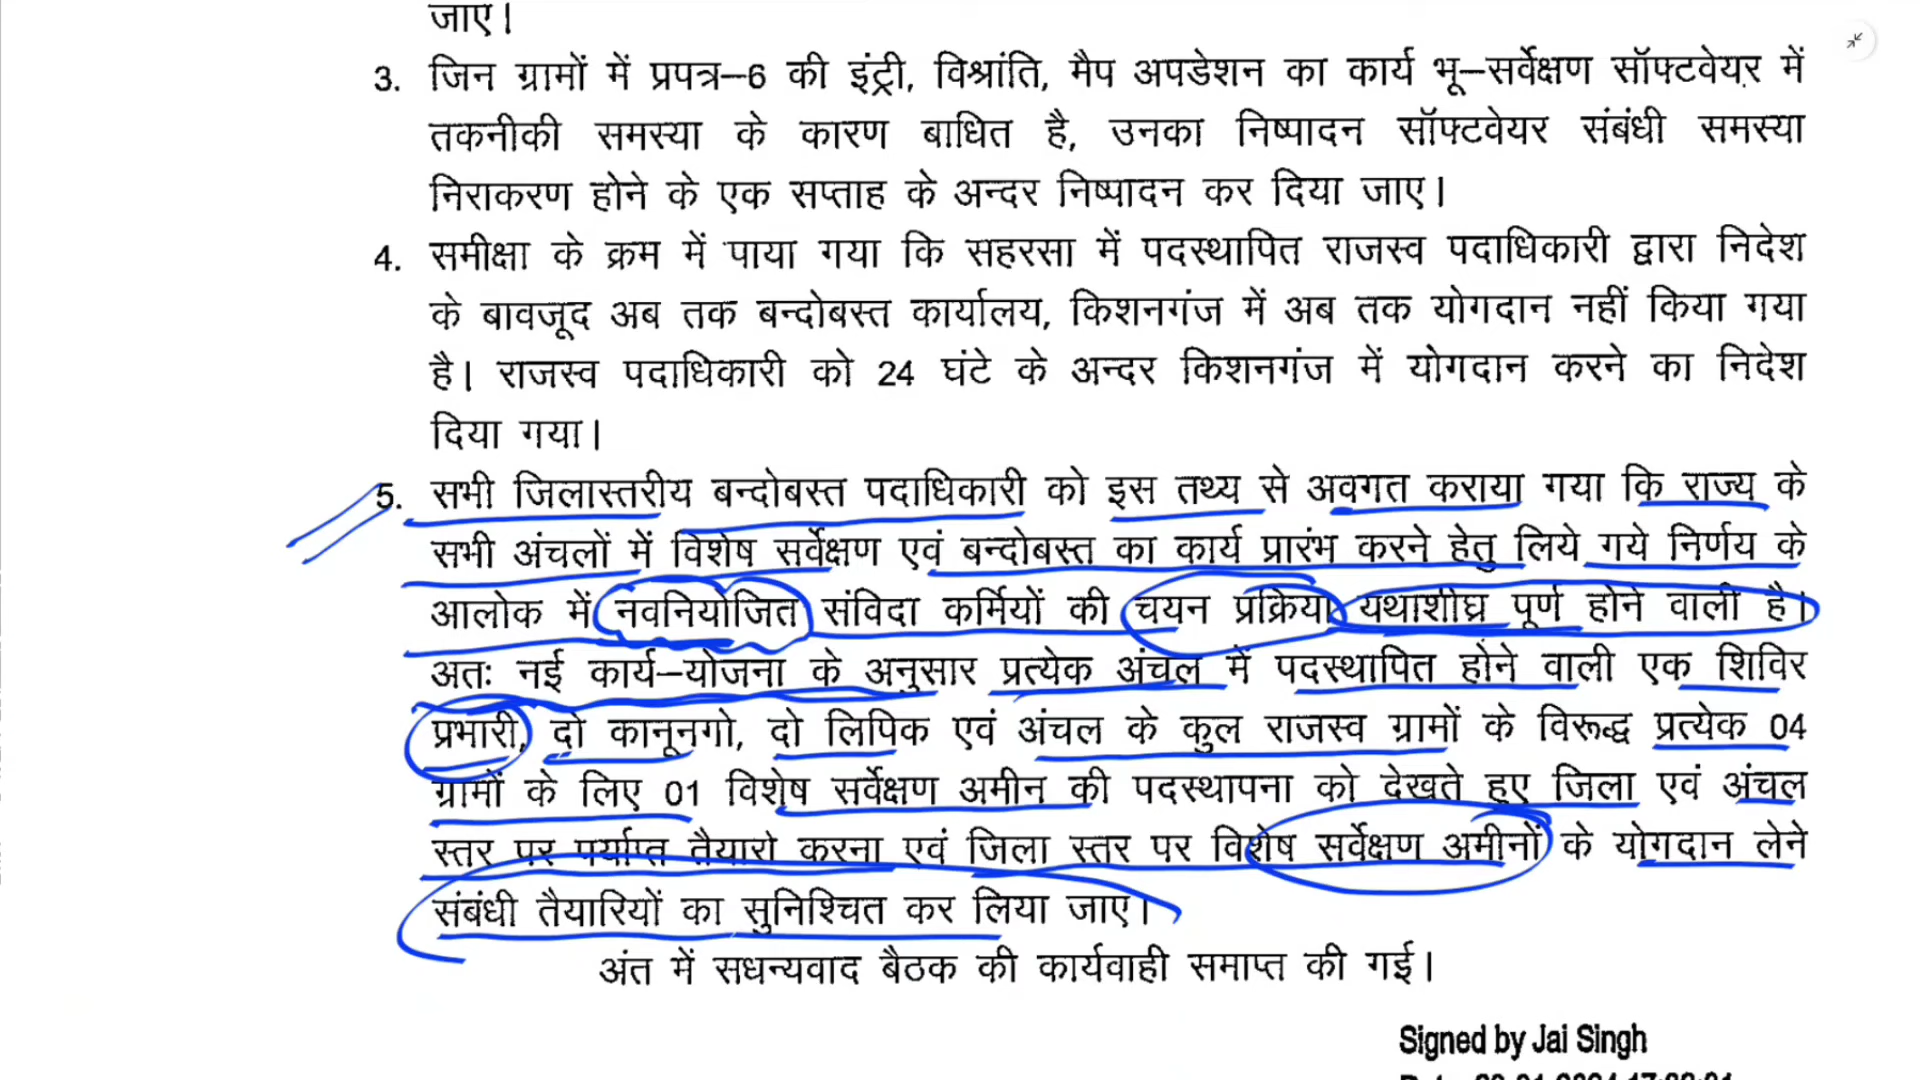 जाए।
3. जिन ग्रामों में प्रपत्र–6 की इंट्री, विश्रांति, मैप अपडेशन का कार्य भू–सर्वेक्षण सॉफ्टवेयर में
तकनीकी समस्या के कारण बाधित है, उनका निष्पादन सॉफ्टवेयर संबंधी समस्या
निराकरण होने के एक सप्ताह के अन्दर निष्पादन कर दिया जाए।
4. समीक्षा के क्रम में पाया गया कि सहरसा में पदस्थापित राजस्व पदाधिकारी द्वारा निदेश
के बावजूद अब तक बन्दोबस्त कार्यालय, किशनगंज में अब तक योगदान नहीं किया गया
है। राजस्व पदाधिकारी को 24 घंटे के अन्दर किशनगंज में योगदान करने का निदेश
दिया गया।
5. सभी जिलास्तरीय बन्दोबस्त पदाधिकारी को इस तथ्य से अवगत कराया गया कि राज्य के
सभी अंचलों में विशेष सर्वेक्षण एवं बन्दोबस्त का कार्य प्रारंभ करने हेतु लिये गये निर्णय के
आलोक में नवनियोजित संविदा कर्मियों की चयन प्रक्रिया यथाशीघ्र पूर्ण होने वाली है।
अतः नई कार्य–योजना के अनुसार प्रत्येक अंचल में पदस्थापित होने वाली एक शिविर
प्रभारी, दो कानूनगो, दो लिपिक एवं अंचल के कुल राजस्व ग्रामों के विरूद्ध प्रत्येक 04
ग्रामों के लिए 01 विशेष सर्वेक्षण अमीन की पदस्थापना को देखते हुए जिला एवं अंचल
स्तर पर पर्याप्त तैयारी करना एवं जिला स्तर पर विशेष सर्वेक्षण अमीनों के योगदान लेने
संबंधी तैयारियों का सुनिश्चित कर लिया जाए।
अंत में सधन्यवाद बैठक की कार्यवाही समाप्त की गई।
Signed by Jai Singh